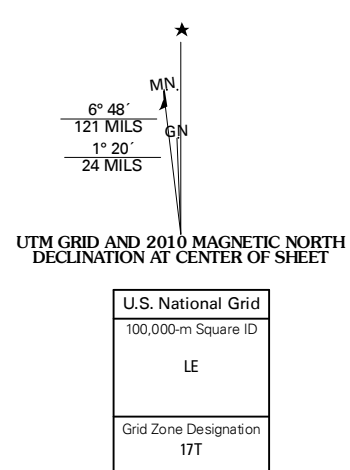 MN.
6° 48´
121 MILS
GN
1° 20´
24 MILS
UTM GRID AND 2010 MAGNETIC NORTH
DECLINATION AT CENTER OF SHEET
U.S. National Grid
100,000-m Square ID
LE
Grid Zone Designation
17T